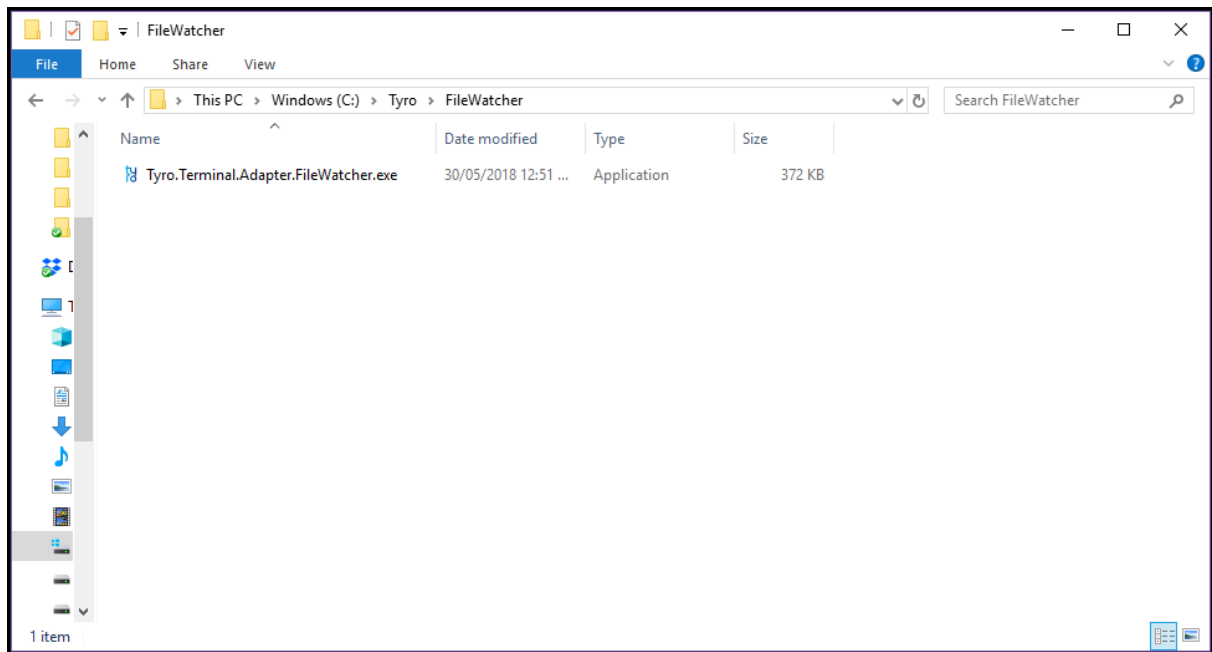 FileWatcher
File Home Share View
This PC > Windows (C:) > Tyro > FileWatcher Search FileWatcher
Name Date modified Type Size
Tyro.Terminal.Adapter.FileWatcher.exe 30/05/2018 12:51 ... Application 372 KB
1 item